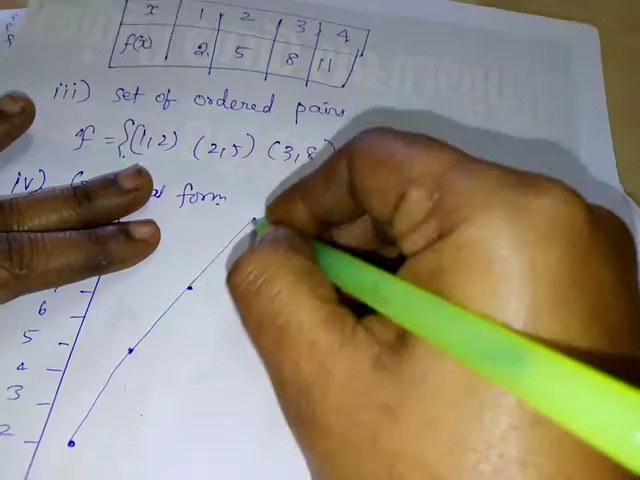 x 1 2 3 4
f(x) 2 5 8 11
iii) set of ordered pairs
f = {(1,2) (2,5) (3,8)
iv) form
6
5
4
3
2